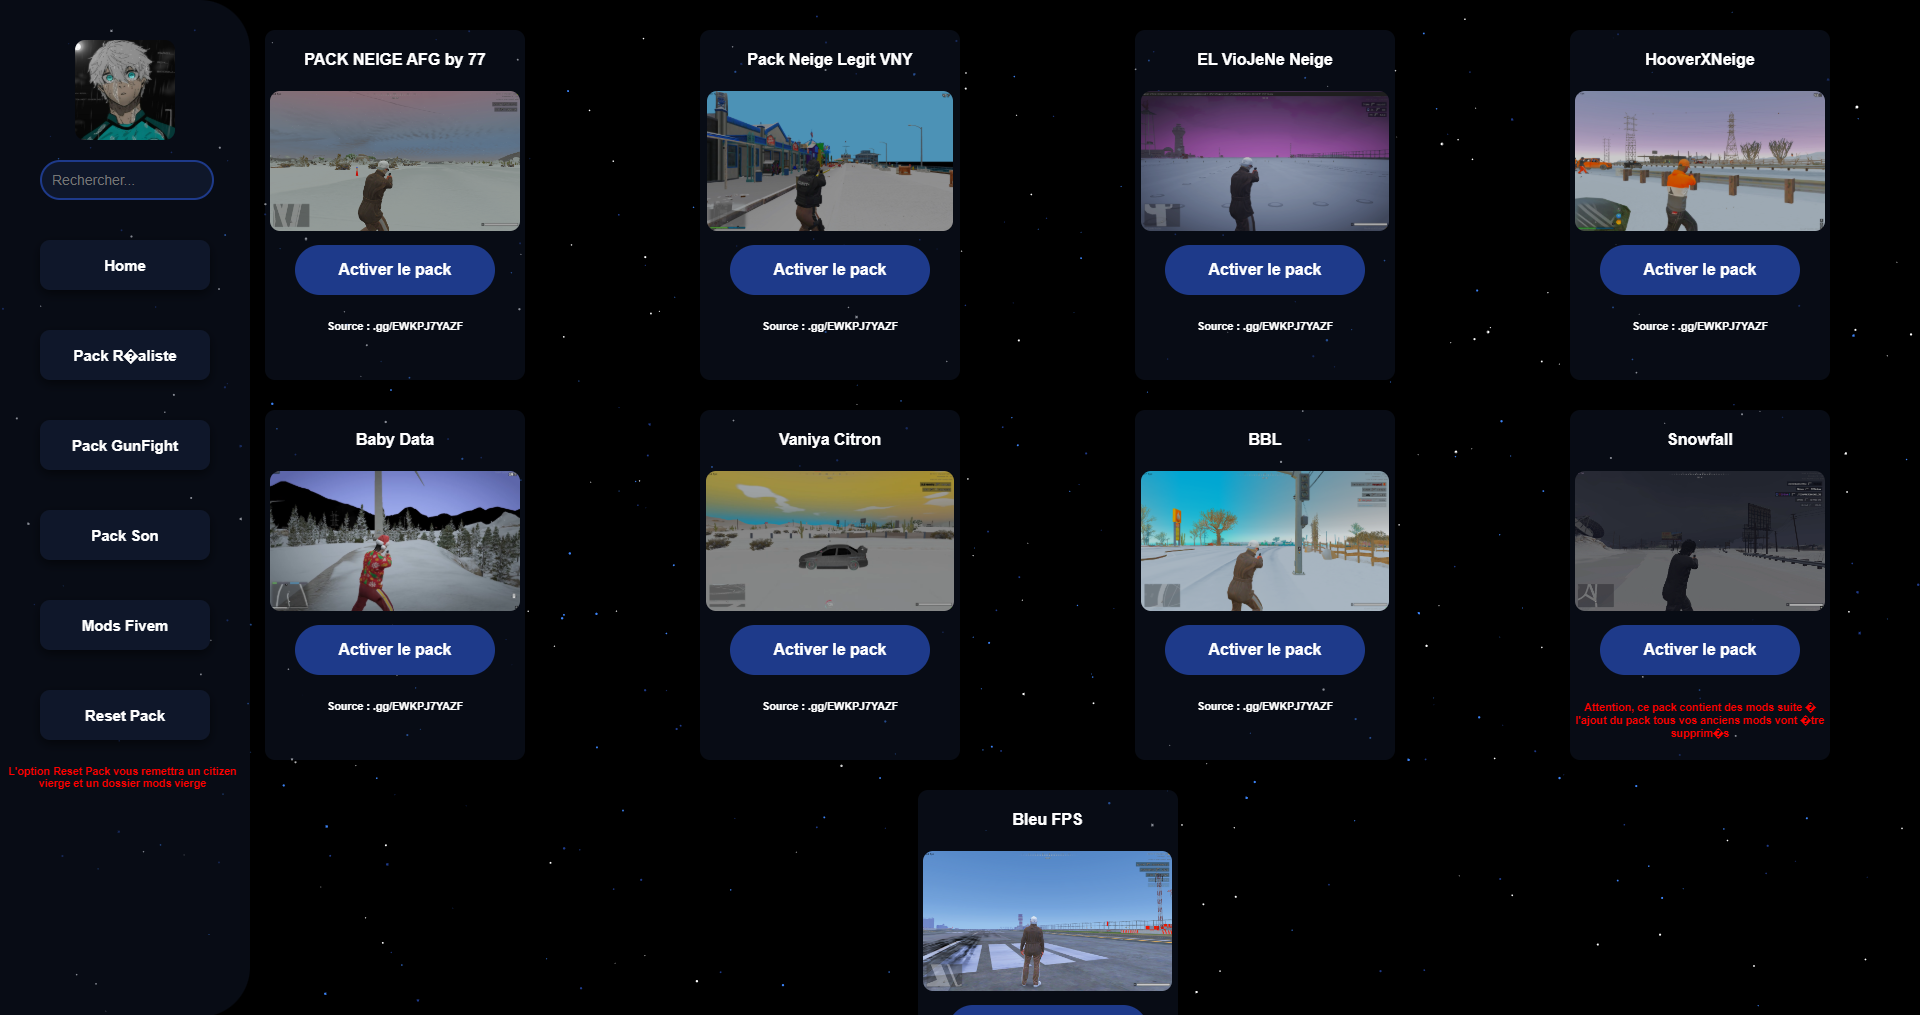 Rechercher...
Home
Pack R�aliste
Pack GunFight
Pack Son
Mods Fivem
Reset Pack
L'option Reset Pack vous remettra un citizen
vierge et un dossier mods vierge
PACK NEIGE AFG by 77
Activer le pack
Source : .gg/EWKPJ7YAZF
Pack Neige Legit VNY
Activer le pack
Source : .gg/EWKPJ7YAZF
EL VioJeNe Neige
Activer le pack
Source : .gg/EWKPJ7YAZF
HooverXNeige
Activer le pack
Source : .gg/EWKPJ7YAZF
Baby Data
Activer le pack
Source : .gg/EWKPJ7YAZF
Vaniya Citron
Activer le pack
Source : .gg/EWKPJ7YAZF
BBL
Activer le pack
Source : .gg/EWKPJ7YAZF
Snowfall
Activer le pack
Attention, ce pack contient des mods suite �
l'ajout du pack tous vos anciens mods vont �tre
supprim�s .
Bleu FPS